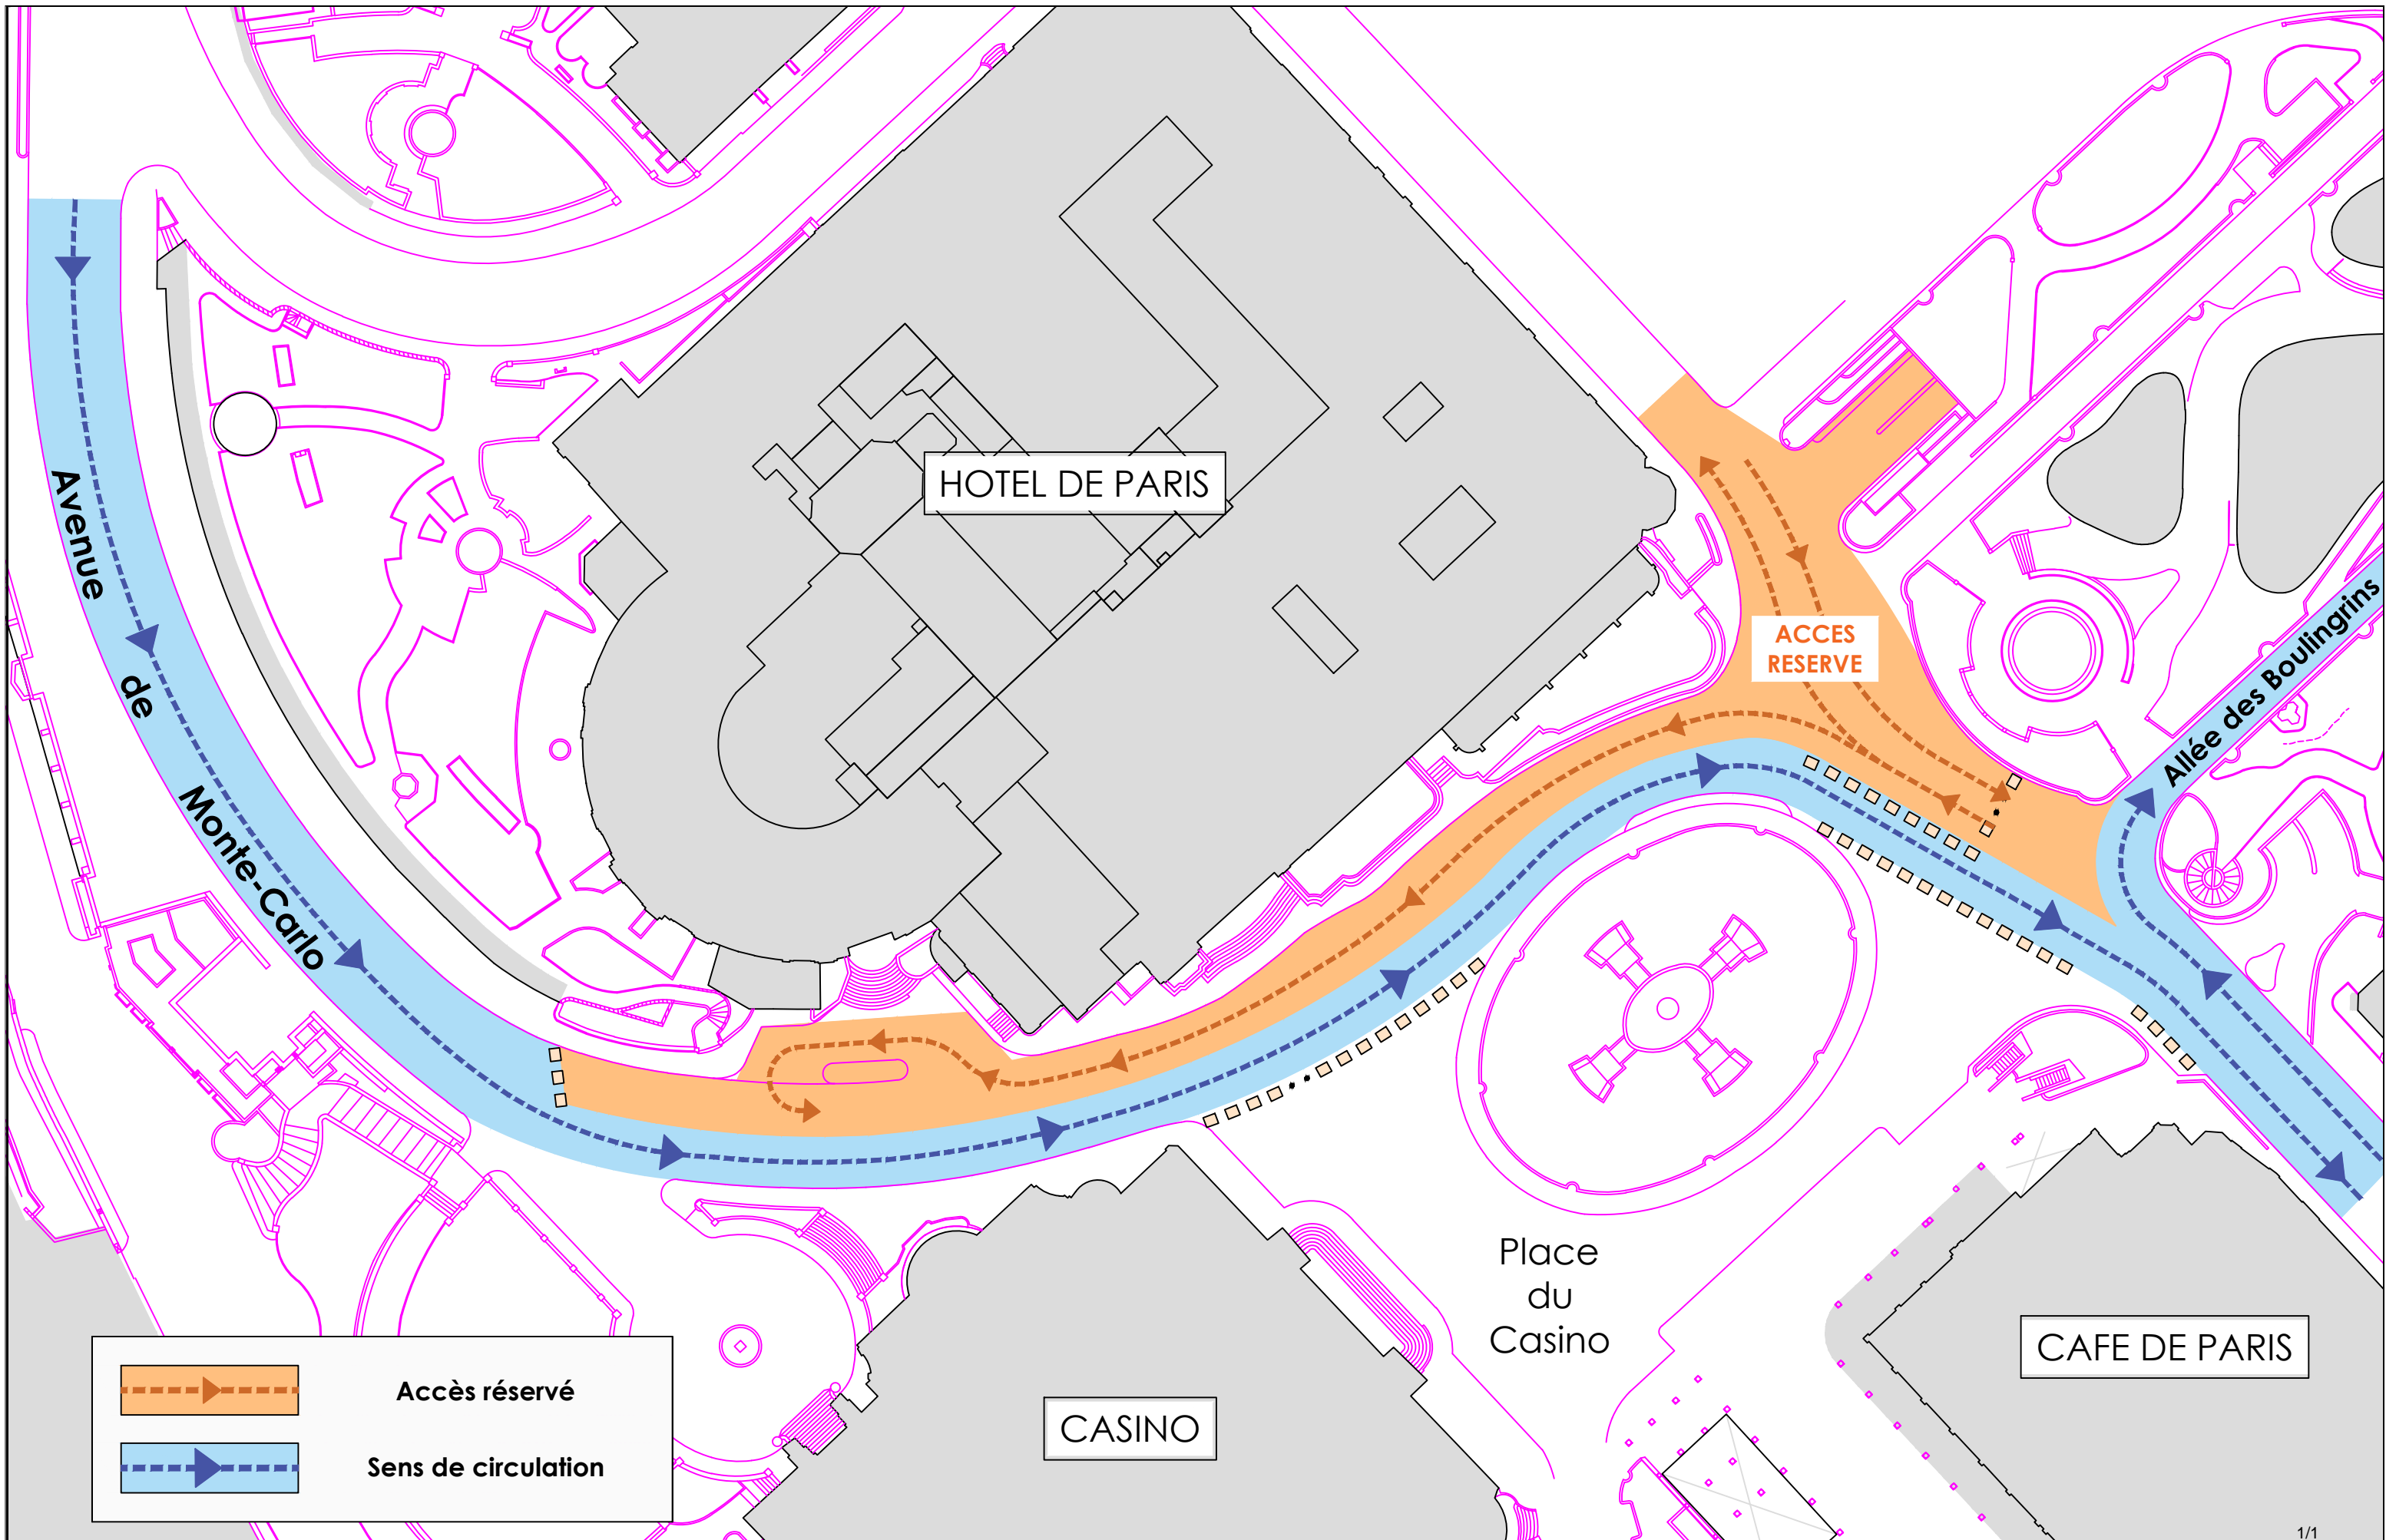 HOTEL DE PARIS
ACCES
RESERVE
Avenue
de
Monte-Carlo
Allée des Boulingrins
Place
du
Casino
CAFE DE PARIS
CASINO
Accès réservé
Sens de circulation
1/1